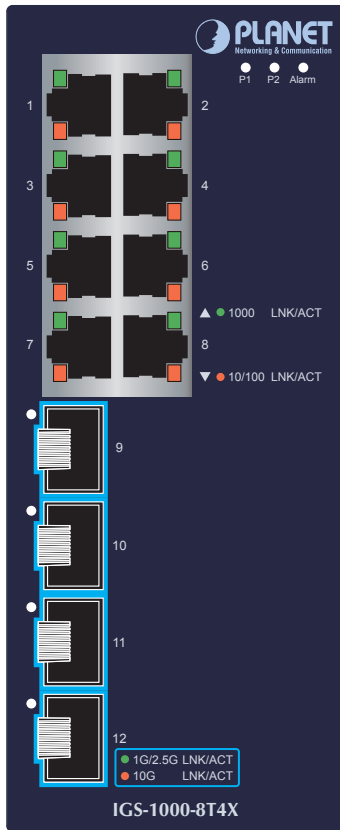 PLANET
Networking & Communication
P1 P2 Alarm
1 2
3 4
5 6
▲ ● 1000 LNK/ACT
7 8
▼ ● 10/100 LNK/ACT
9
10
11
12
● 1G/2.5G LNK/ACT
● 10G LNK/ACT
IGS-1000-8T4X